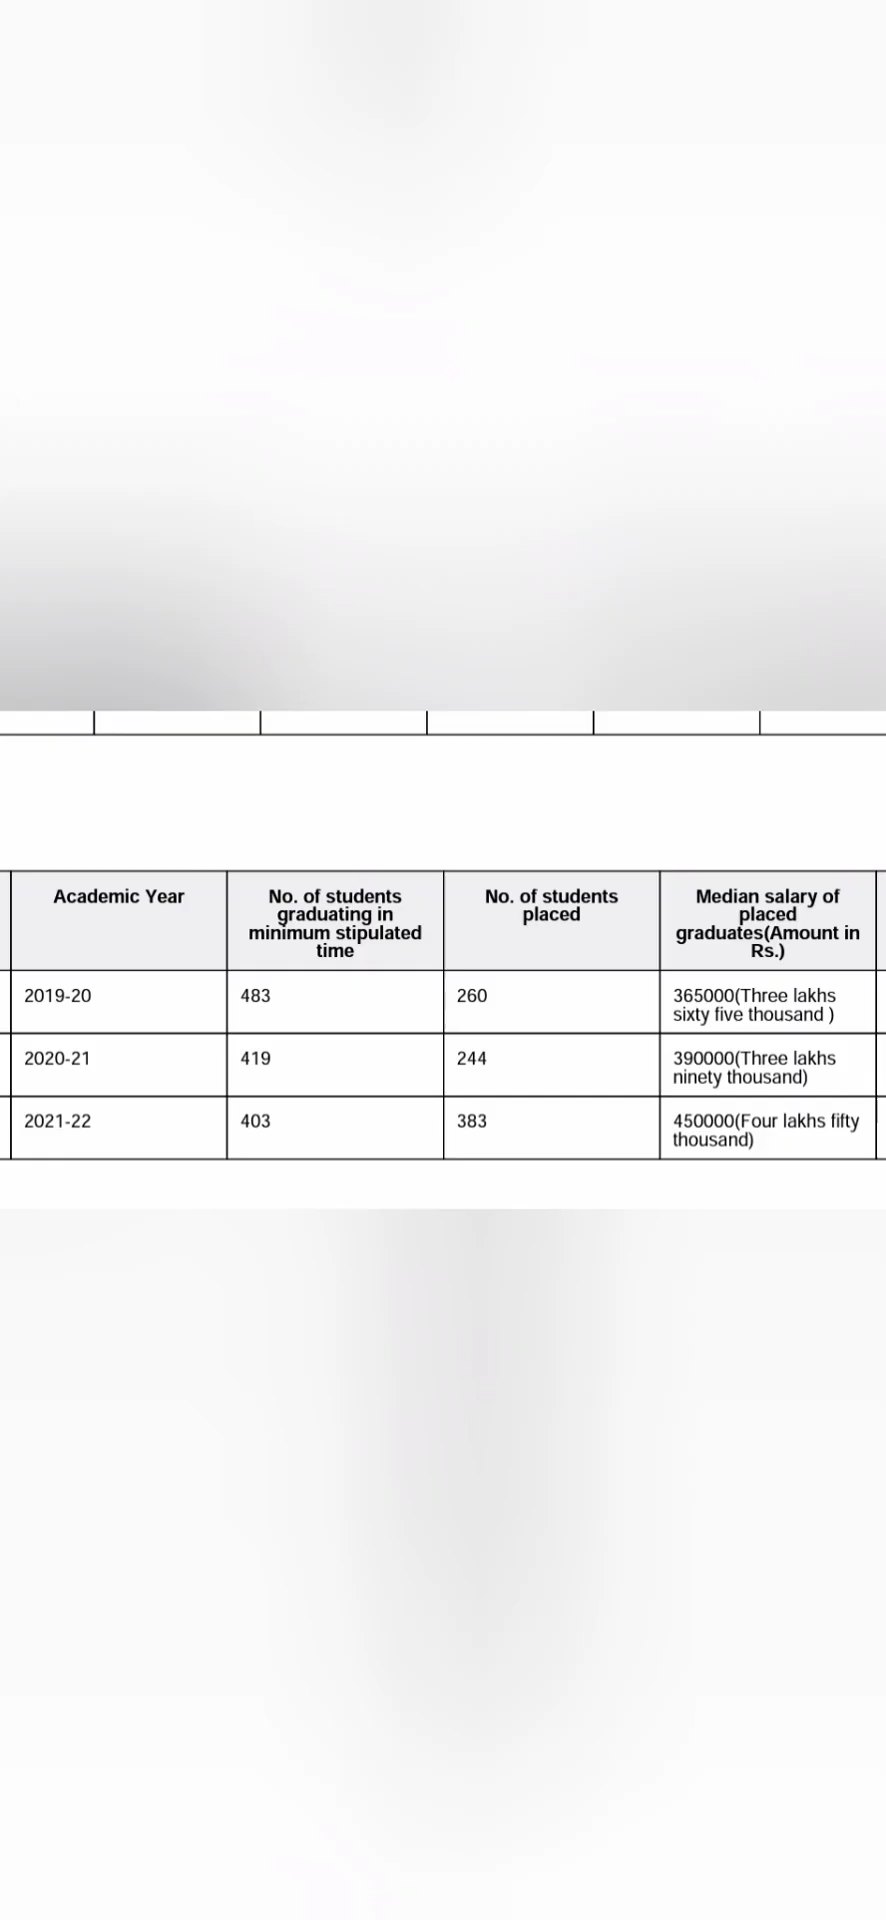 Academic Year
No. of students
graduating in
minimum stipulated
time
No. of students
placed
Median salary of
placed
graduates(Amount in
Rs.)
2019-20
483
260
365000(Three lakhs
sixty five thousand )
2020-21
419
244
390000(Three lakhs
ninety thousand)
2021-22
403
383
450000(Four lakhs fifty
thousand)